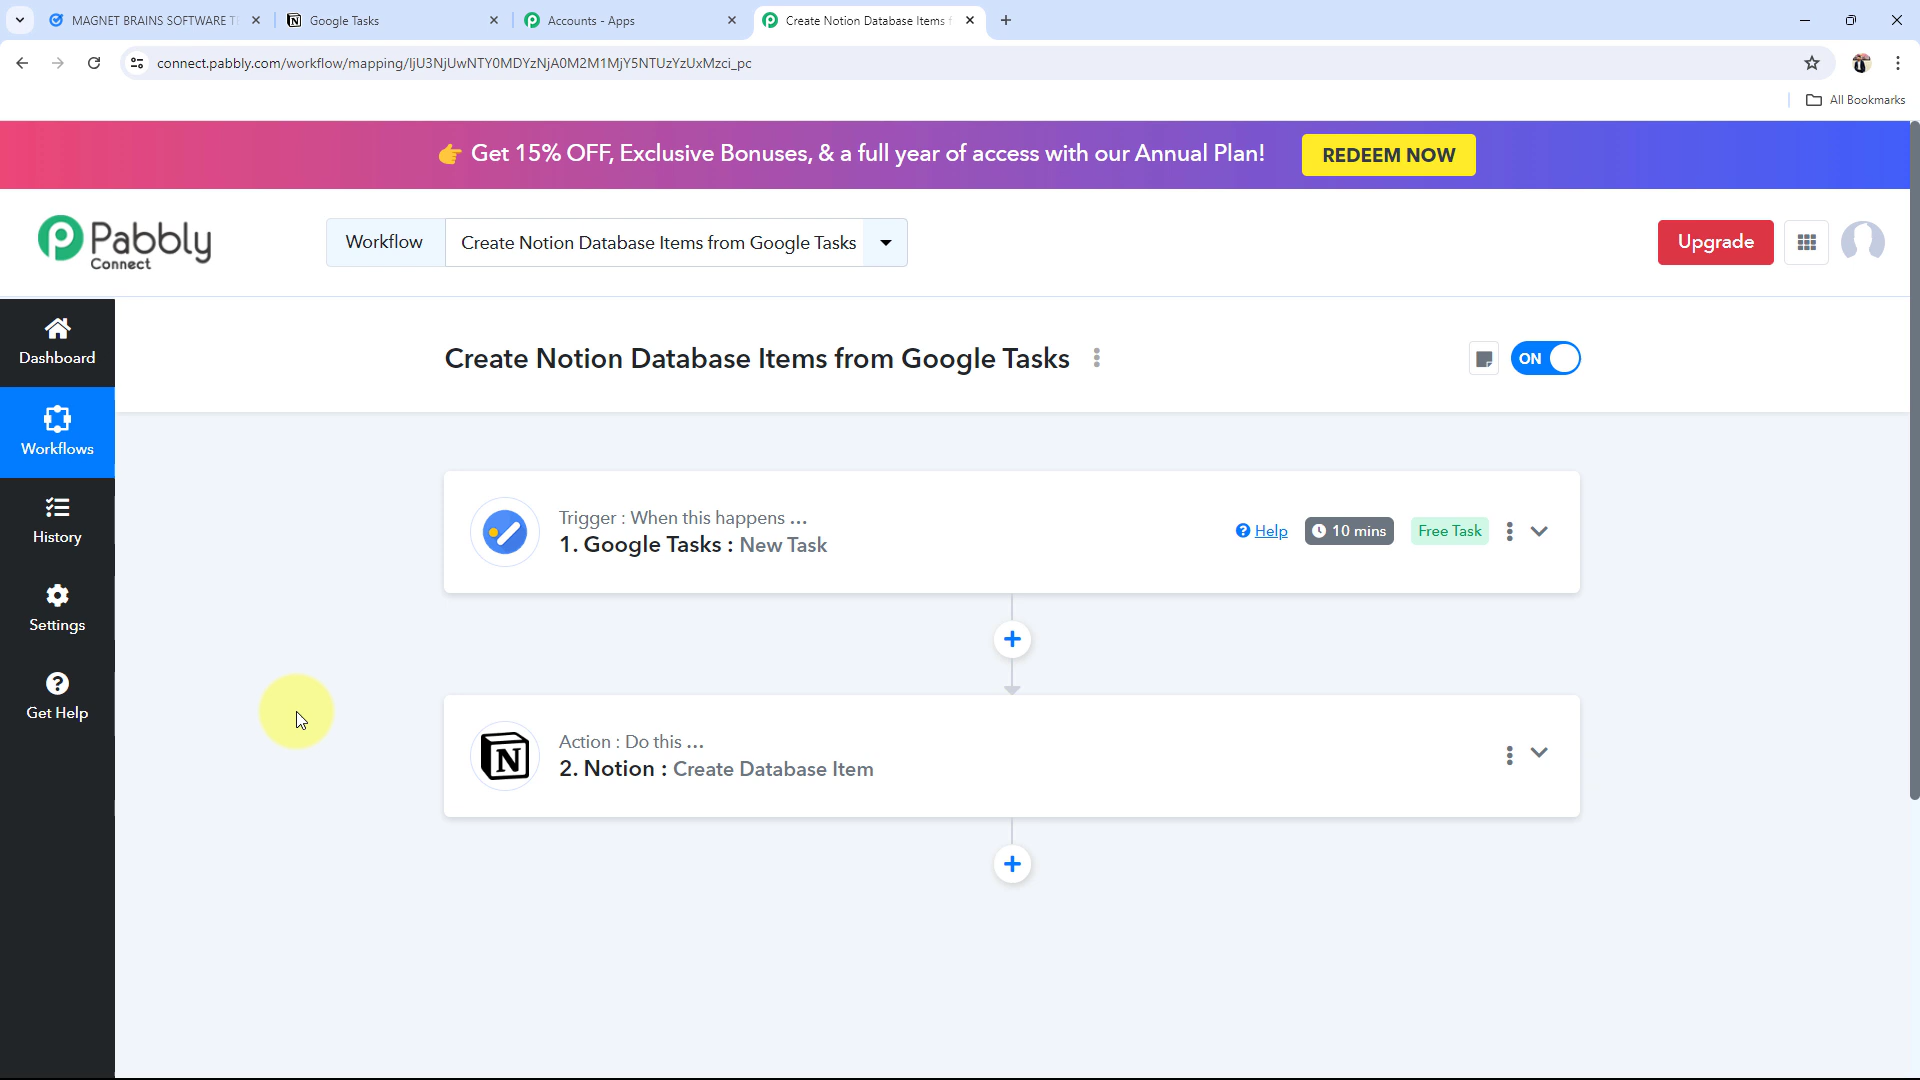 MAGNET BRAINS SOFTWARE T
Google Tasks
Accounts - Apps
Create Notion Database Items f
connect.pabbly.com/workflow/mapping/IjU3NjUwNTY0MDYzNjA0M2M1MjY5NTUzYzUxMzci_pc
All Bookmarks
👉 Get 15% OFF, Exclusive Bonuses, & a full year of access with our Annual Plan!
REDEEM NOW
Pabbly
Connect
Workflow
Create Notion Database Items from Google Tasks
Upgrade
Dashboard
Workflows
History
Settings
Get Help
Create Notion Database Items from Google Tasks
ON
Trigger : When this happens ...
1. Google Tasks : New Task
Help
10 mins
Free Task
Action : Do this ...
2. Notion : Create Database Item